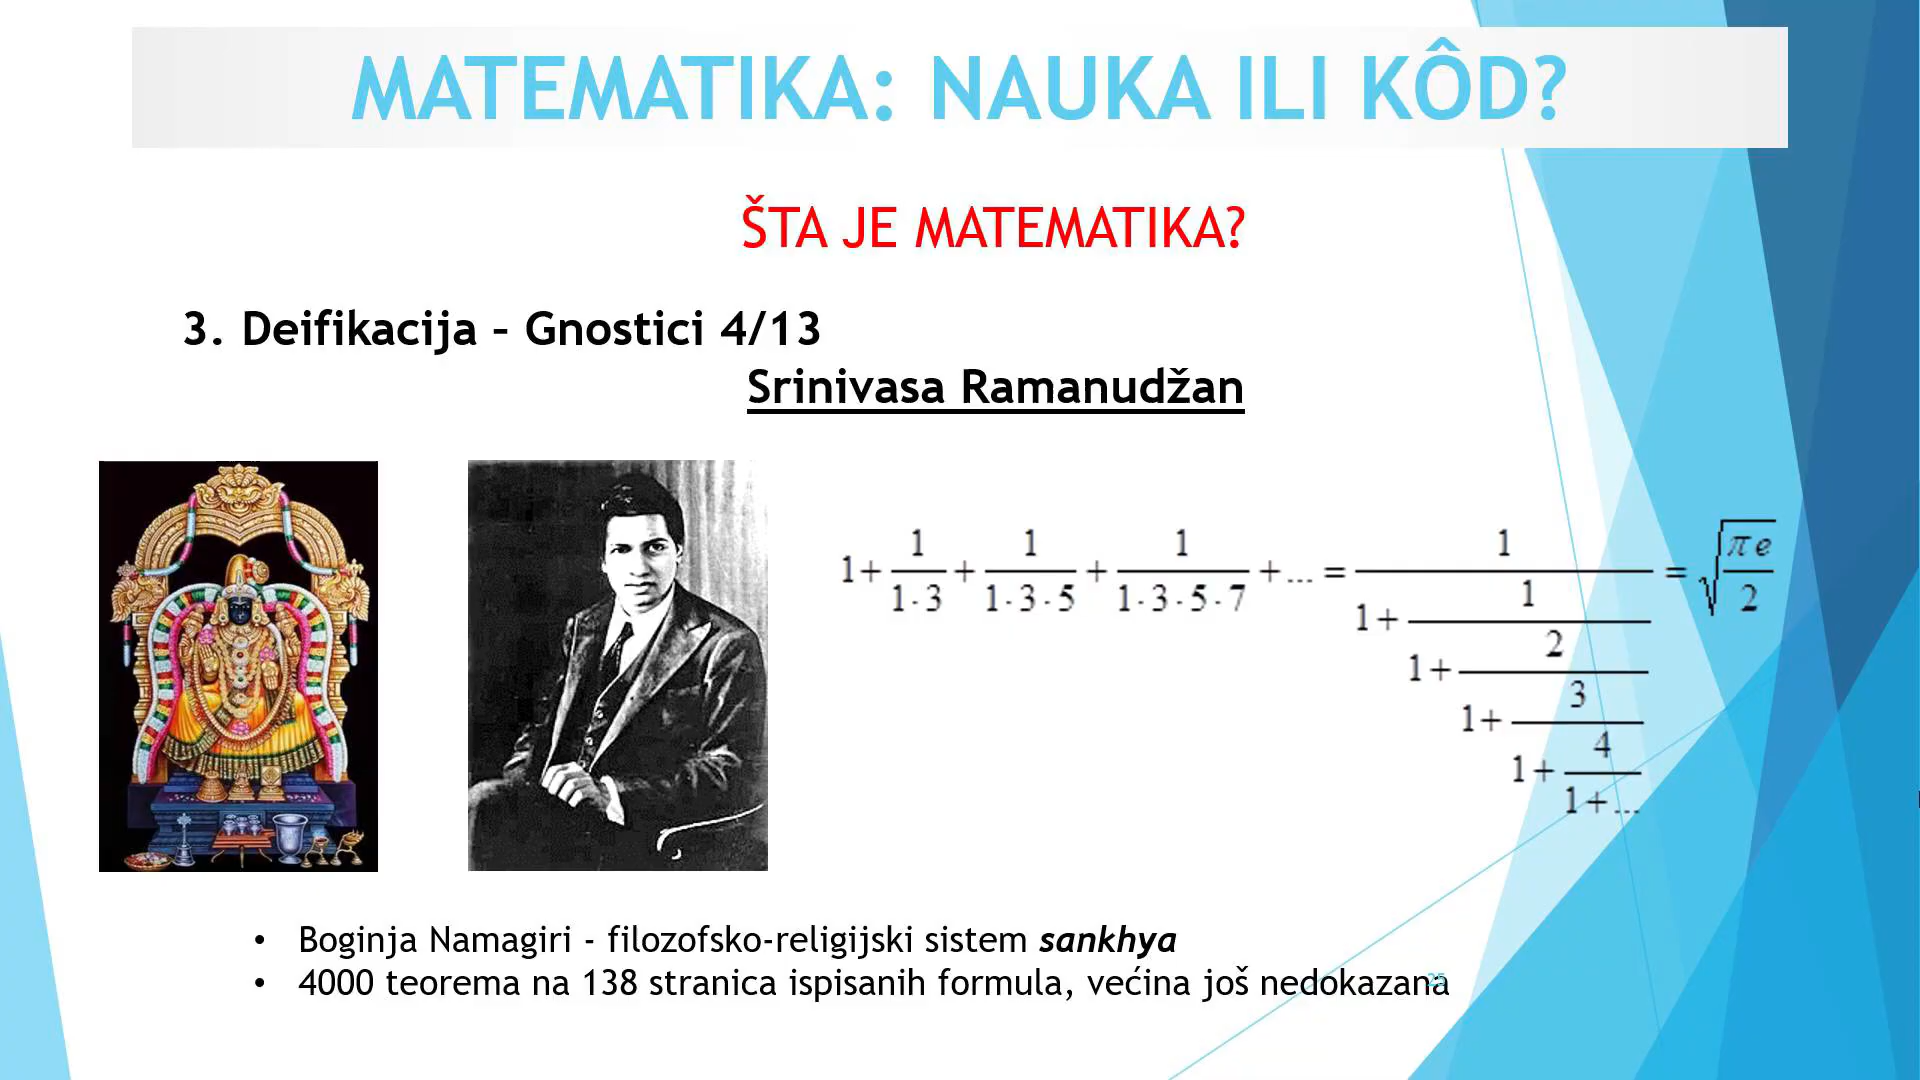 MATEMATIKA: NAUKA ILI KÔD?
ŠTA JE MATEMATIKA?
3. Deifikacija – Gnostici 4/13
Srinivasa Ramanudžan
1+ 1/(1·3) + 1/(1·3·5) + 1/(1·3·5·7) +... = 1/(1+ 1/(1+ 2/(1+ 3/(1+ 4/(1+...))))) = √(πe/2)
• Boginja Namagiri - filozofsko-religijski sistem sankhya
• 4000 teorema na 138 stranica ispisanih formula, većina još nedokazana
25